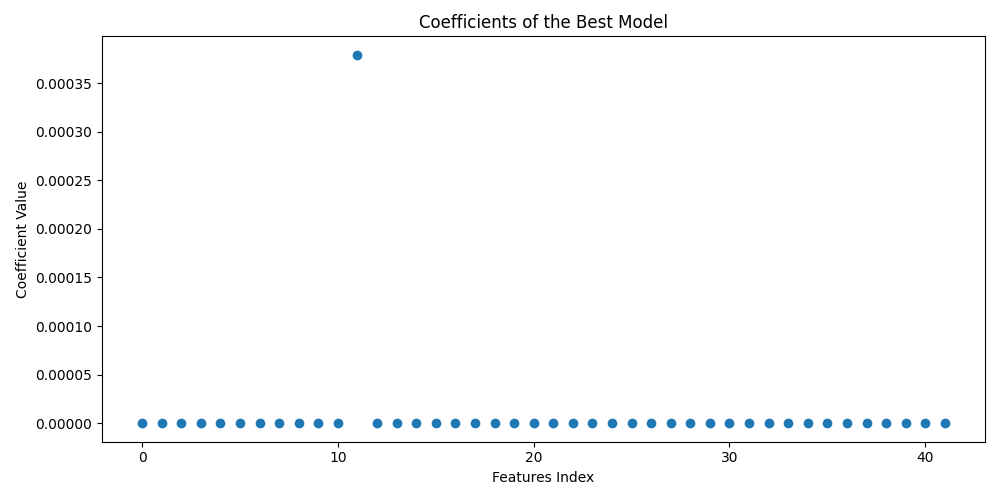 Coefficients of the Best Model
0.00035
0.00030
0.00025
0.00020
0.00015
0.00010
0.00005
0.00000
Coefficient Value
0 10 20 30 40
Features Index